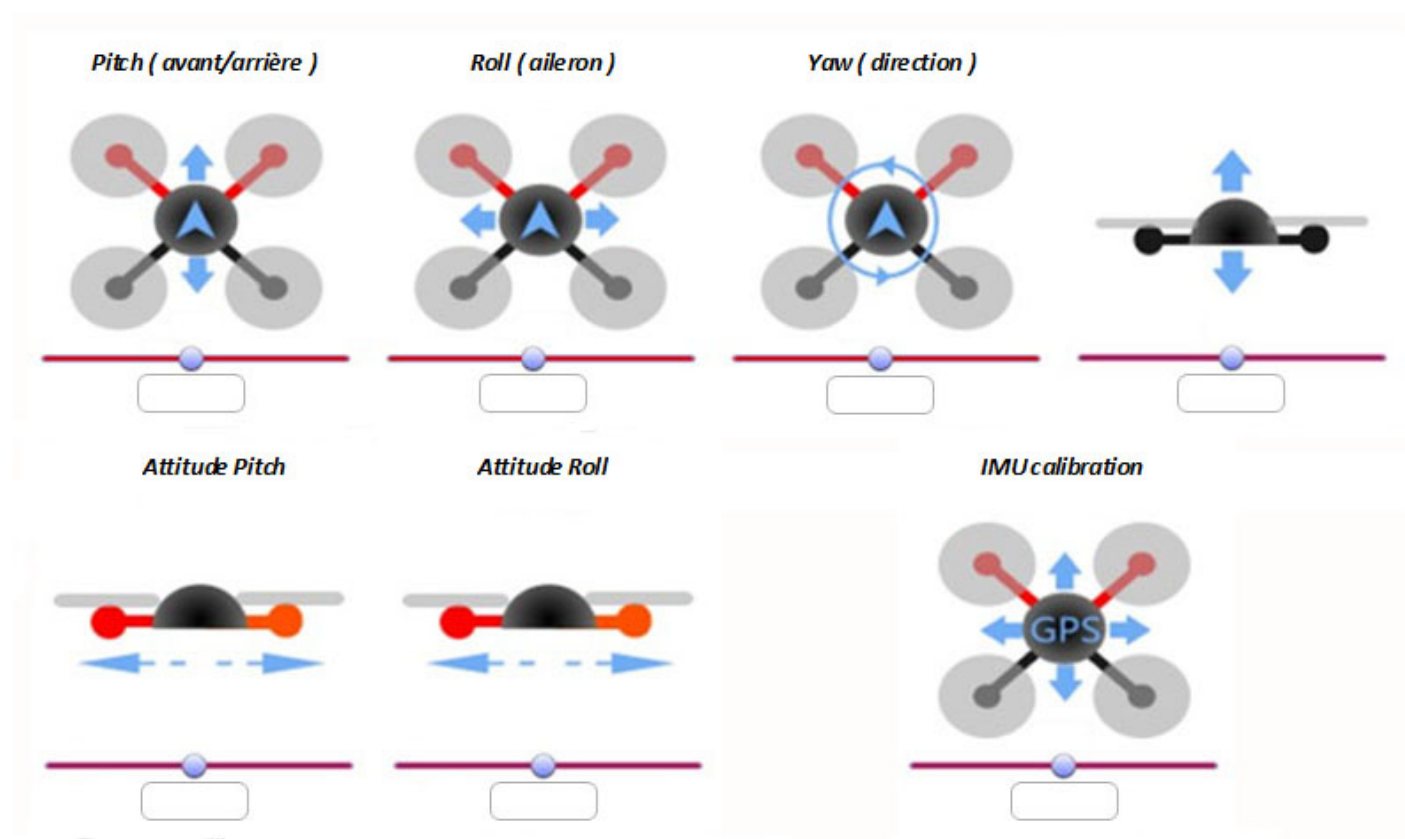 Pitch ( avant/arrière )
Roll ( aileron )
Yaw ( direction )
Attitude Pitch
Attitude Roll
IMU calibration
GPS